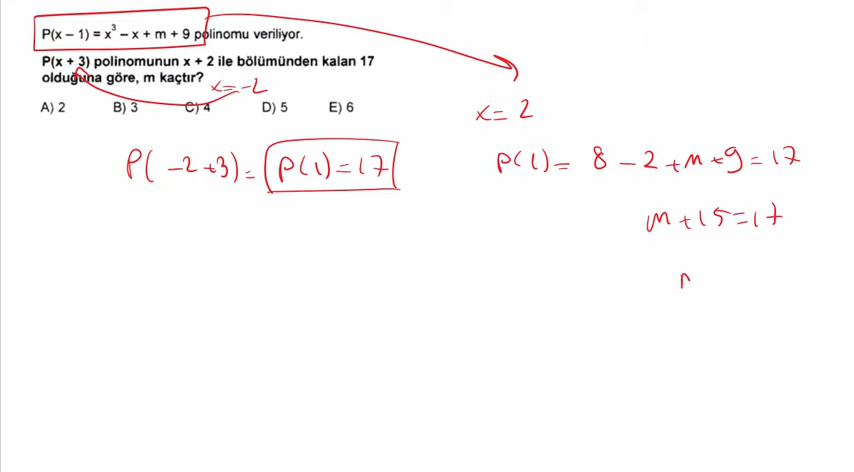 P(x – 1) = x³ – x + m + 9 polinomu veriliyor.
P(x + 3) polinomunun x + 2 ile bölümünden kalan 17
olduğuna göre, m kaçtır?
x = -2
A) 2 B) 3 C) 4 D) 5 E) 6
P( -2+3) = P(1) = 17
x = 2
P(1) = 8 - 2 + m + 9 = 17
m + 15 = 17
m